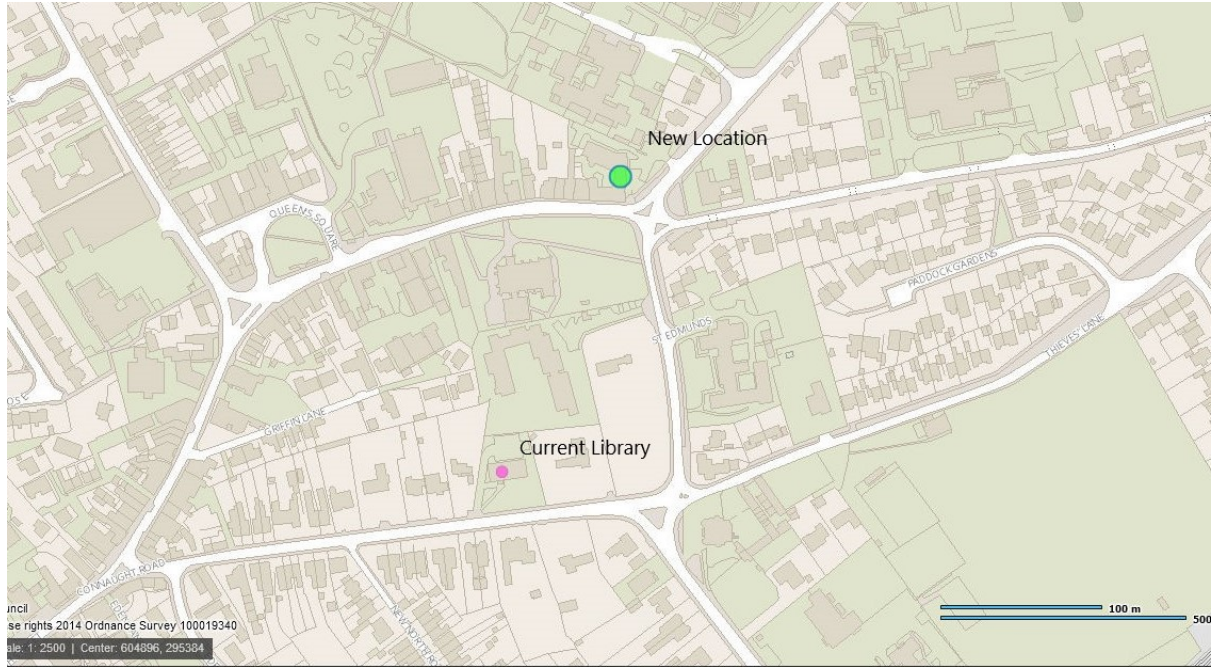 New Location
QUEEN'S SQUARE
PADDOCK GARDENS
ST EDMUNDS
THIEVES' LANE
GRIFFIN LANE
Current Library
CONNAUGHT ROAD
100 m
500
uncil
se rights 2014 Ordnance Survey 100019340
ale: 1: 2500 | Center: 604896, 295384